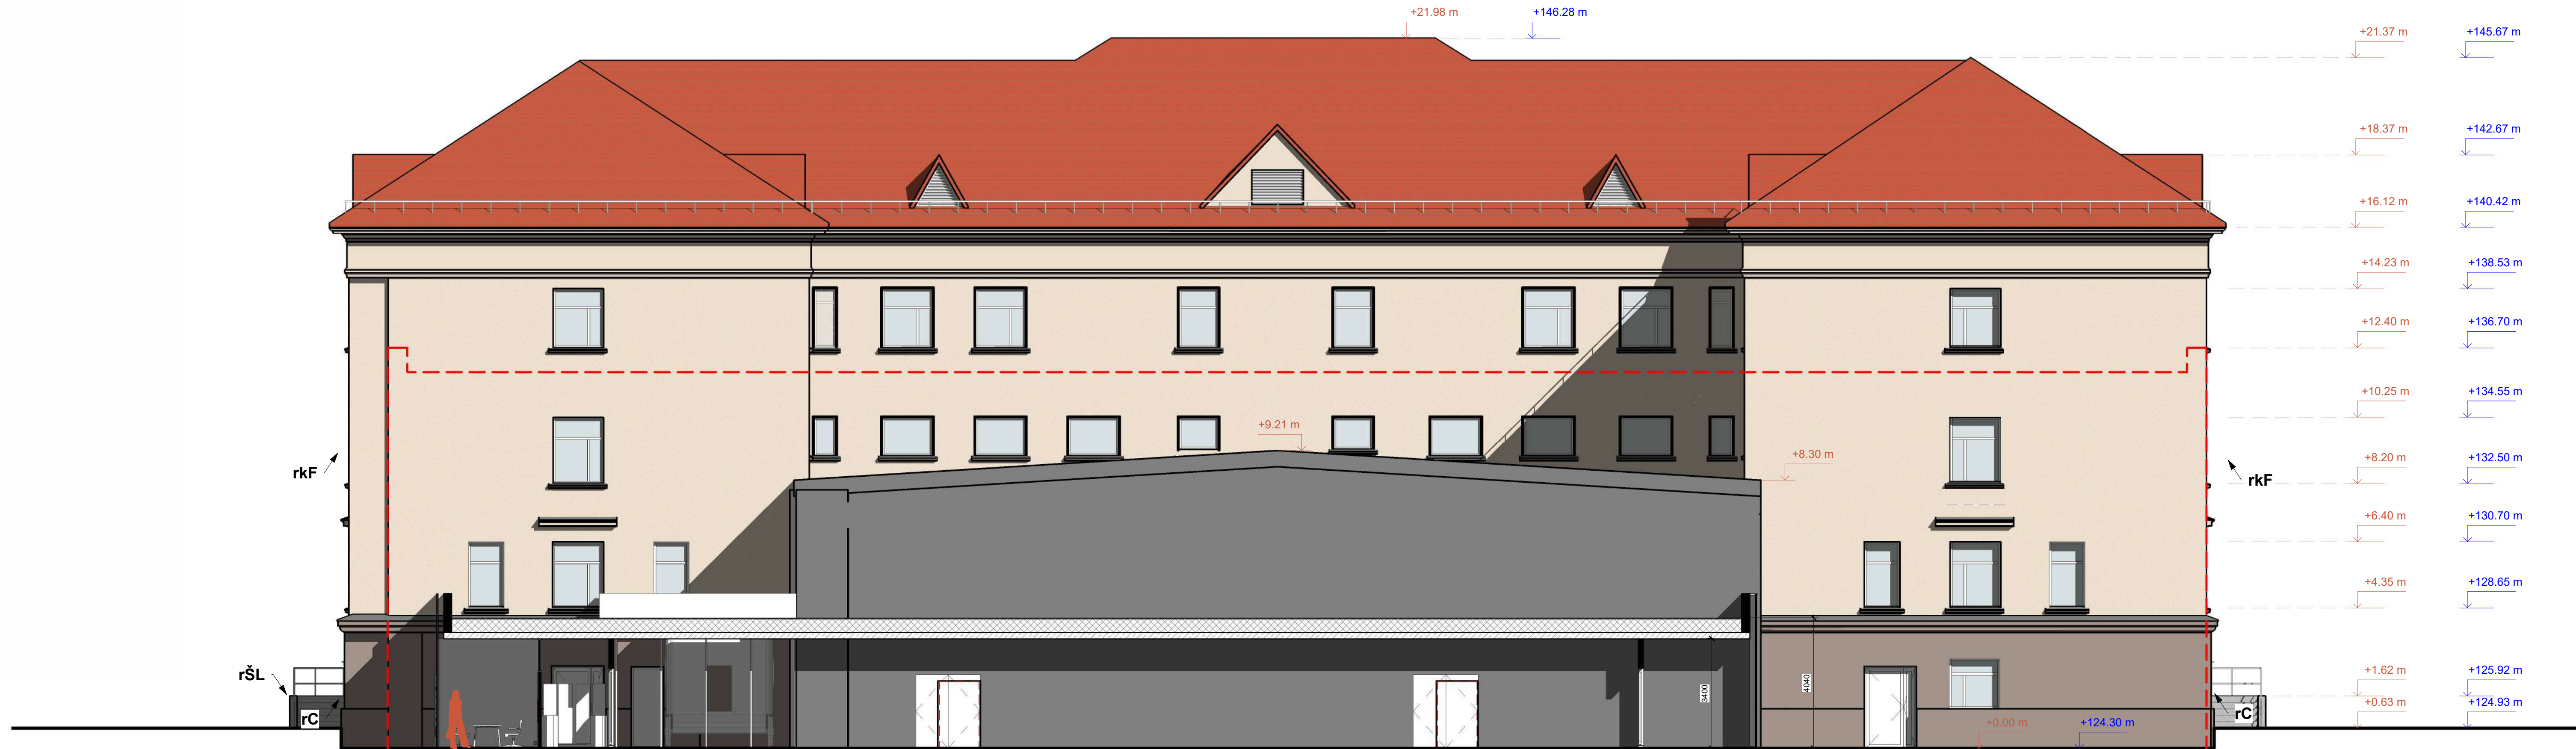 +21.98 m +146.28 m
+21.37 m +145.67 m
+18.37 m +142.67 m
+16.12 m +140.42 m
+14.23 m +138.53 m
+12.40 m +136.70 m
+10.25 m +134.55 m
+9.21 m
+8.30 m
+8.20 m +132.50 m
rkF
rkF
+6.40 m +130.70 m
+4.35 m +128.65 m
rŠL
+1.62 m +125.92 m
4040
3400
+0.63 m +124.93 m
rC
rC
+0.00 m +124.30 m